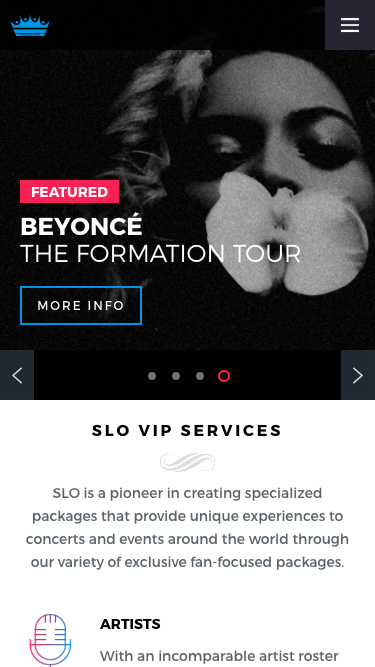 FEATURED
BEYONCÉ
THE FORMATION TOUR
MORE INFO
SLO VIP SERVICES
SLO is a pioneer in creating specialized
packages that provide unique experiences to
concerts and events around the world through
our variety of exclusive fan-focused packages.
ARTISTS
With an incomparable artist roster